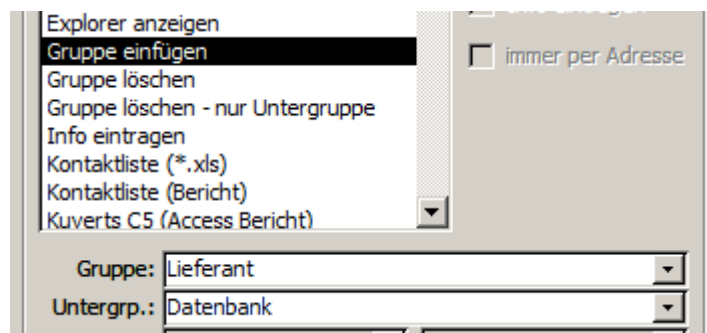 Explorer anzeigen
Gruppe einfügen
immer per Adresse
Gruppe löschen
Gruppe löschen - nur Untergruppe
Info eintragen
Kontaktliste (*.xls)
Kontaktliste (Bericht)
Kuverts C5 (Access Bericht)
Gruppe: Lieferant
Untergrp.: Datenbank